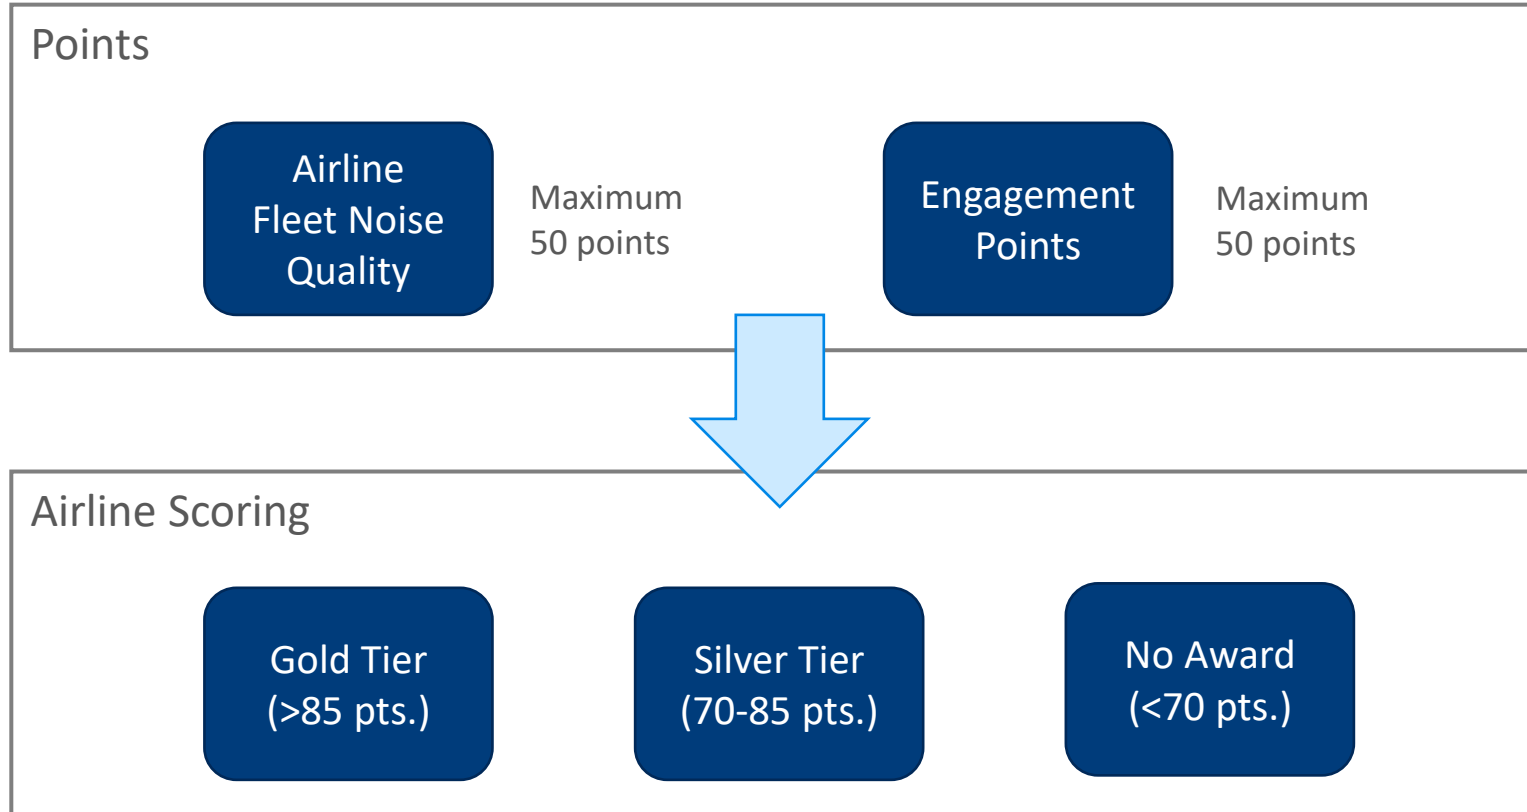 Points
Airline
Fleet Noise
Quality
Maximum
50 points
Engagement
Points
Maximum
50 points
Airline Scoring
Gold Tier
(>85 pts.)
Silver Tier
(70-85 pts.)
No Award
(<70 pts.)